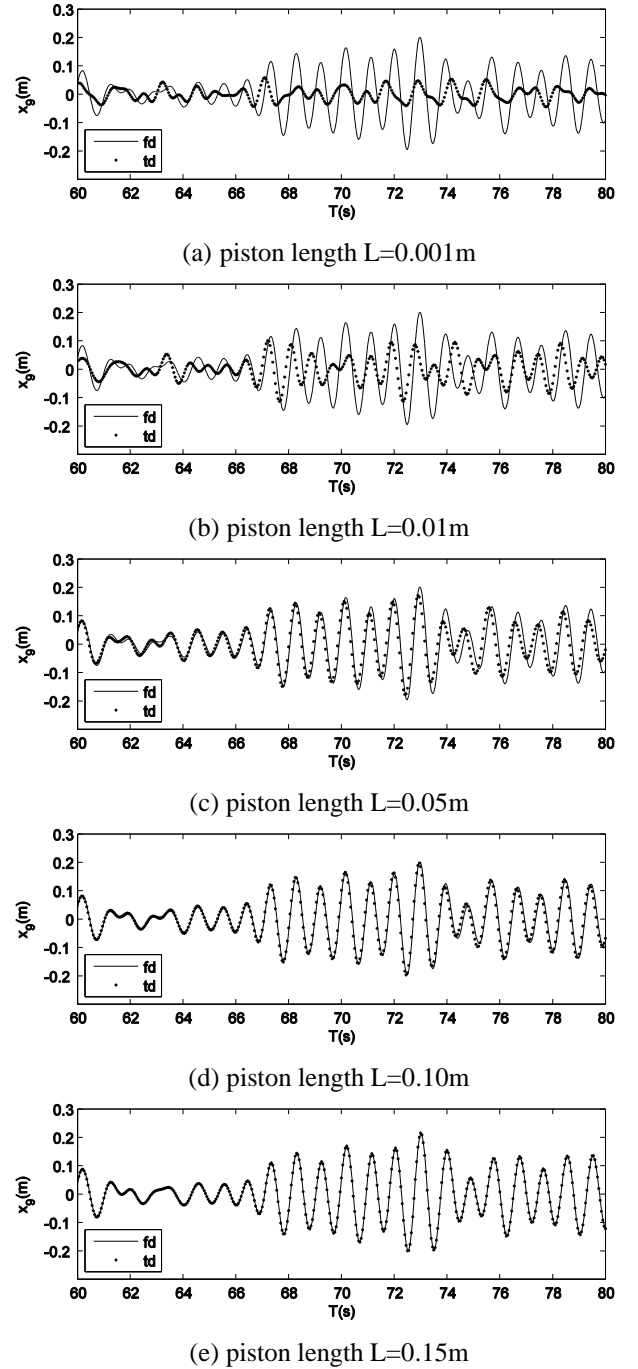 0.3
0.2
0.1
0
-0.1
-0.2
x9(m)
fd
td
60 62 64 66 68 70 72 74 76 78 80
T(s)
(a) piston length L=0.001m
0.3
0.2
0.1
0
-0.1
-0.2
x9(m)
fd
td
60 62 64 66 68 70 72 74 76 78 80
T(s)
(b) piston length L=0.01m
0.3
0.2
0.1
0
-0.1
-0.2
x9(m)
fd
td
60 62 64 66 68 70 72 74 76 78 80
T(s)
(c) piston length L=0.05m
0.3
0.2
0.1
0
-0.1
-0.2
x9(m)
fd
td
60 62 64 66 68 70 72 74 76 78 80
T(s)
(d) piston length L=0.10m
0.3
0.2
0.1
0
-0.1
-0.2
x9(m)
fd
td
60 62 64 66 68 70 72 74 76 78 80
T(s)
(e) piston length L=0.15m